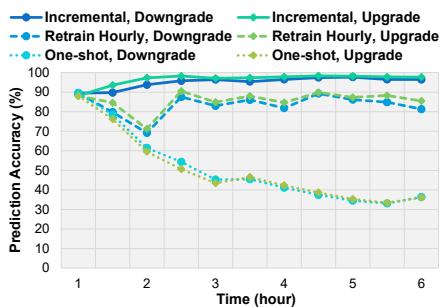 Incremental, Downgrade Incremental, Upgrade
Retrain Hourly, Downgrade Retrain Hourly, Upgrade
One-shot, Downgrade One-shot, Upgrade
Prediction Accuracy (%)
100
90
80
70
60
50
40
30
20
10
0
1 2 3 4 5 6
Time (hour)